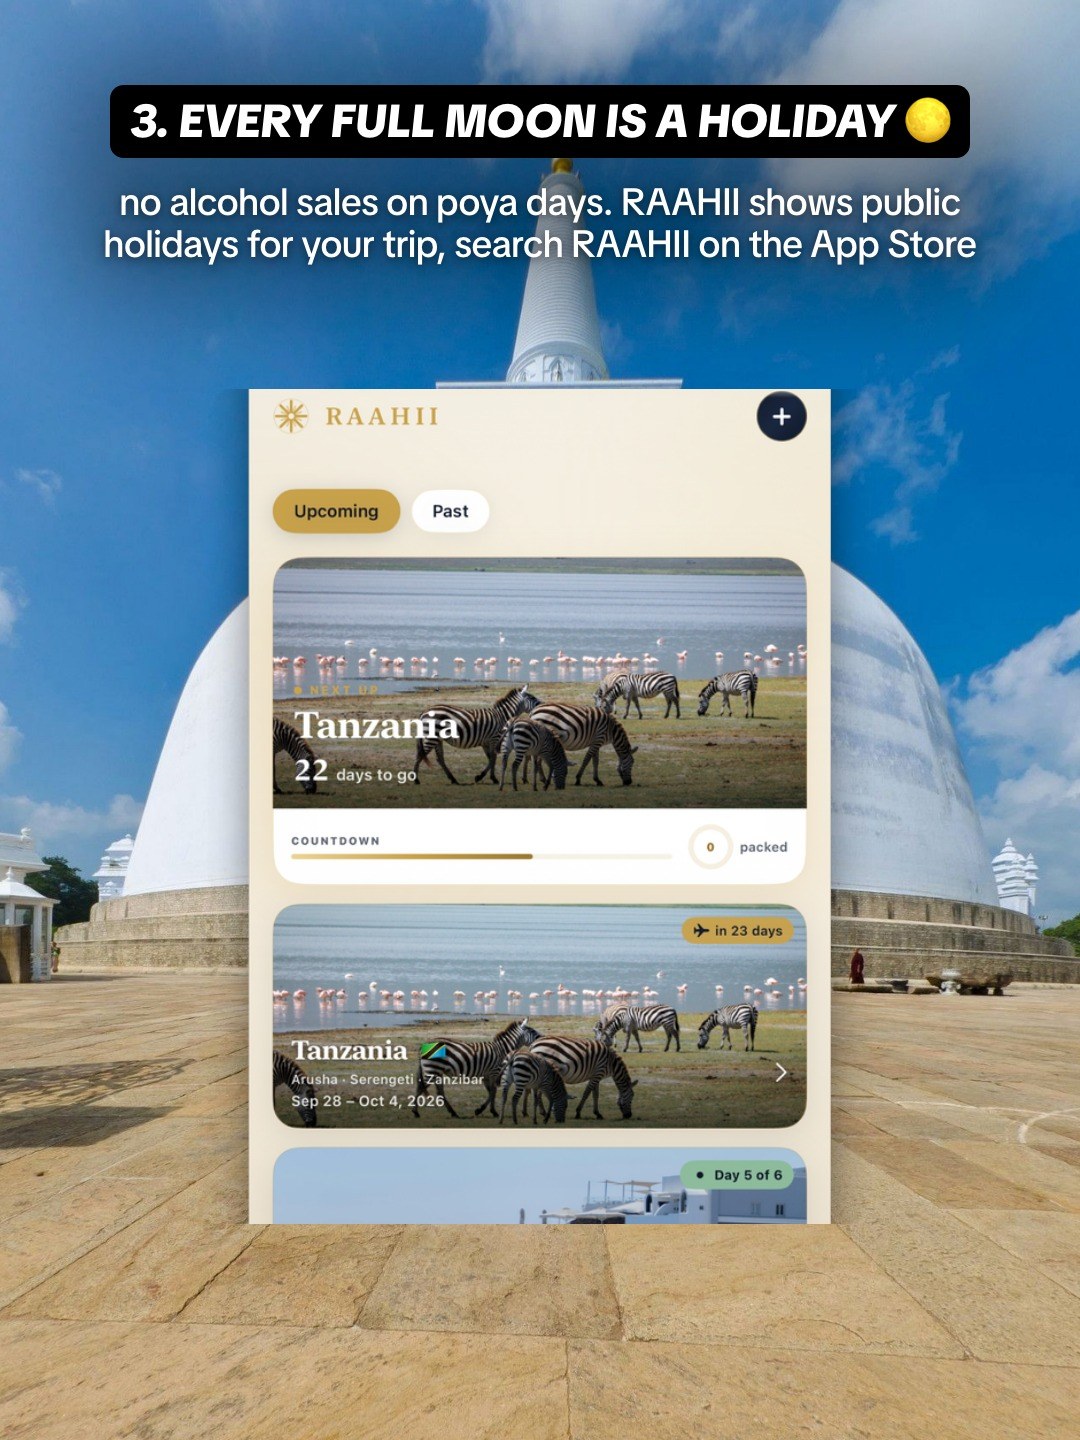 3. EVERY FULL MOON IS A HOLIDAY 🌕
no alcohol sales on poya days. RAAHII shows public
holidays for your trip, search RAAHII on the App Store
RAAHII
Upcoming
Past
NEXT UP
Tanzania
22 days to go
COUNTDOWN
0 packed
in 23 days
Tanzania 🇹🇿
Arusha · Serengeti · Zanzibar
Sep 28 – Oct 4, 2026
Day 5 of 6